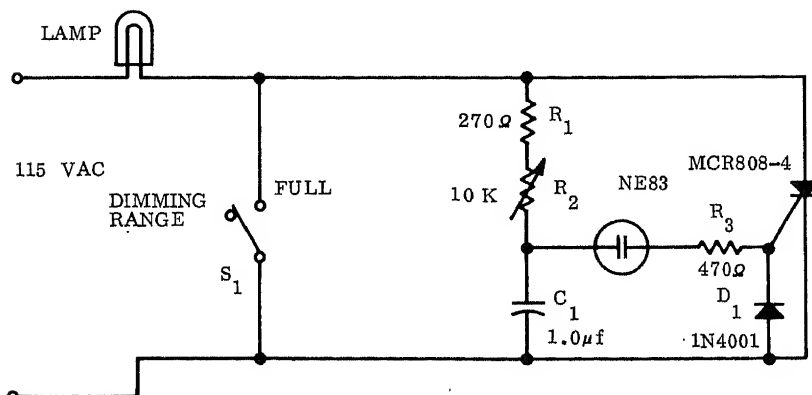 LAMP
115 VAC
DIMMING
RANGE
FULL
S1
270Ω
R1
10 K
R2
NE83
MCR808-4
R3
470Ω
C1
1.0μf
D1
1N4001